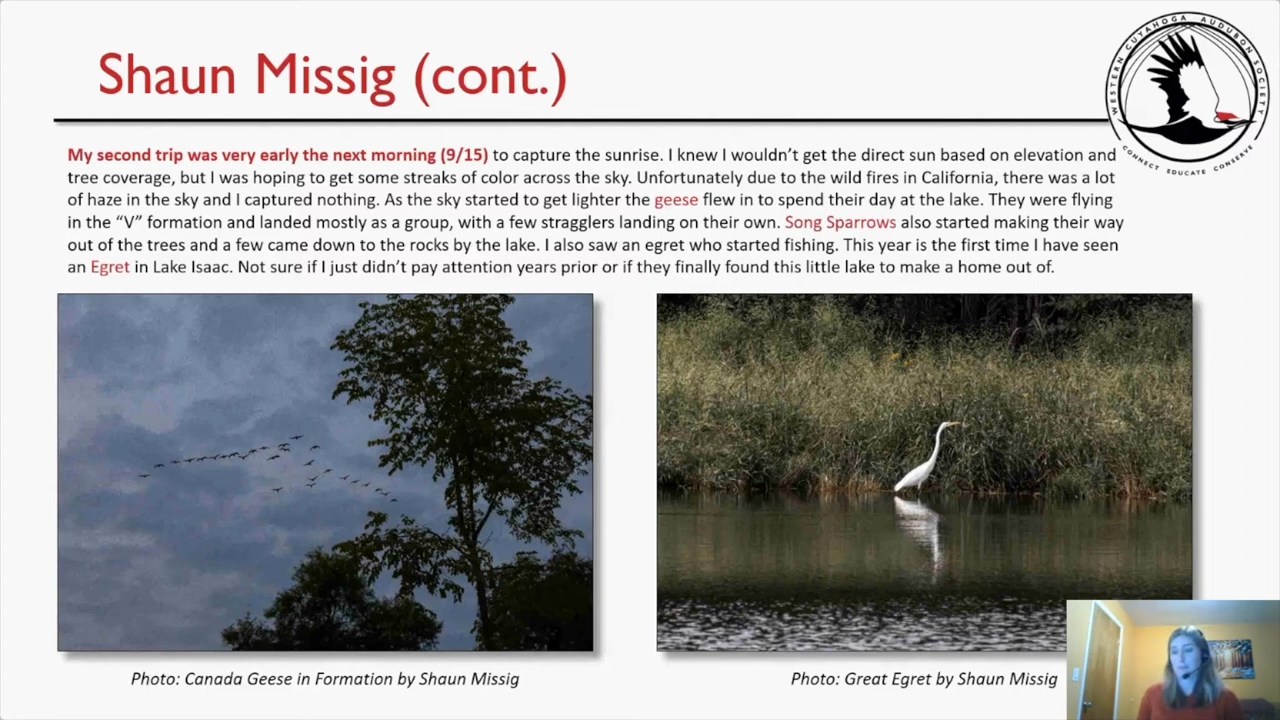 Shaun Missig (cont.)
WESTERN CUYAHOGA AUDUBON SOCIETY
CONNECT EDUCATE CONSERVE
My second trip was very early the next morning (9/15) to capture the sunrise. I knew I wouldn’t get the direct sun based on elevation and
tree coverage, but I was hoping to get some streaks of color across the sky. Unfortunately due to the wild fires in California, there was a lot
of haze in the sky and I captured nothing. As the sky started to get lighter the geese flew in to spend their day at the lake. They were flying
in the “V” formation and landed mostly as a group, with a few stragglers landing on their own. Song Sparrows also started making their way
out of the trees and a few came down to the rocks by the lake. I also saw an egret who started fishing. This year is the first time I have seen
an Egret in Lake Isaac. Not sure if I just didn’t pay attention years prior or if they finally found this little lake to make a home out of.
Photo: Canada Geese in Formation by Shaun Missig
Photo: Great Egret by Shaun Missig